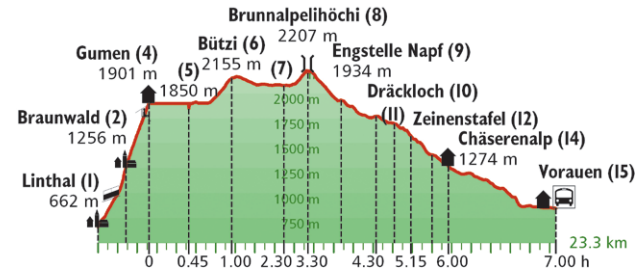 Brunnalpelihöchi (8)
2207 m
Gumen (4)
1901 m
Bützi (6)
2155 m
(5)
1850 m
(7)
Engstelle Napf (9)
1934 m
Dräckloch (10)
(11)
Zeinenstafel (12)
Braunwald (2)
1256 m
Chäserenalp (14)
1274 m
Linthal (1)
662 m
Vorauen (15)
2000 m
1750 m
1500 m
1250 m
1000 m
750 m
23.3 km
0 0.45 1.00 2.30 3.30 4.30 5.15 6.00 7.00 h